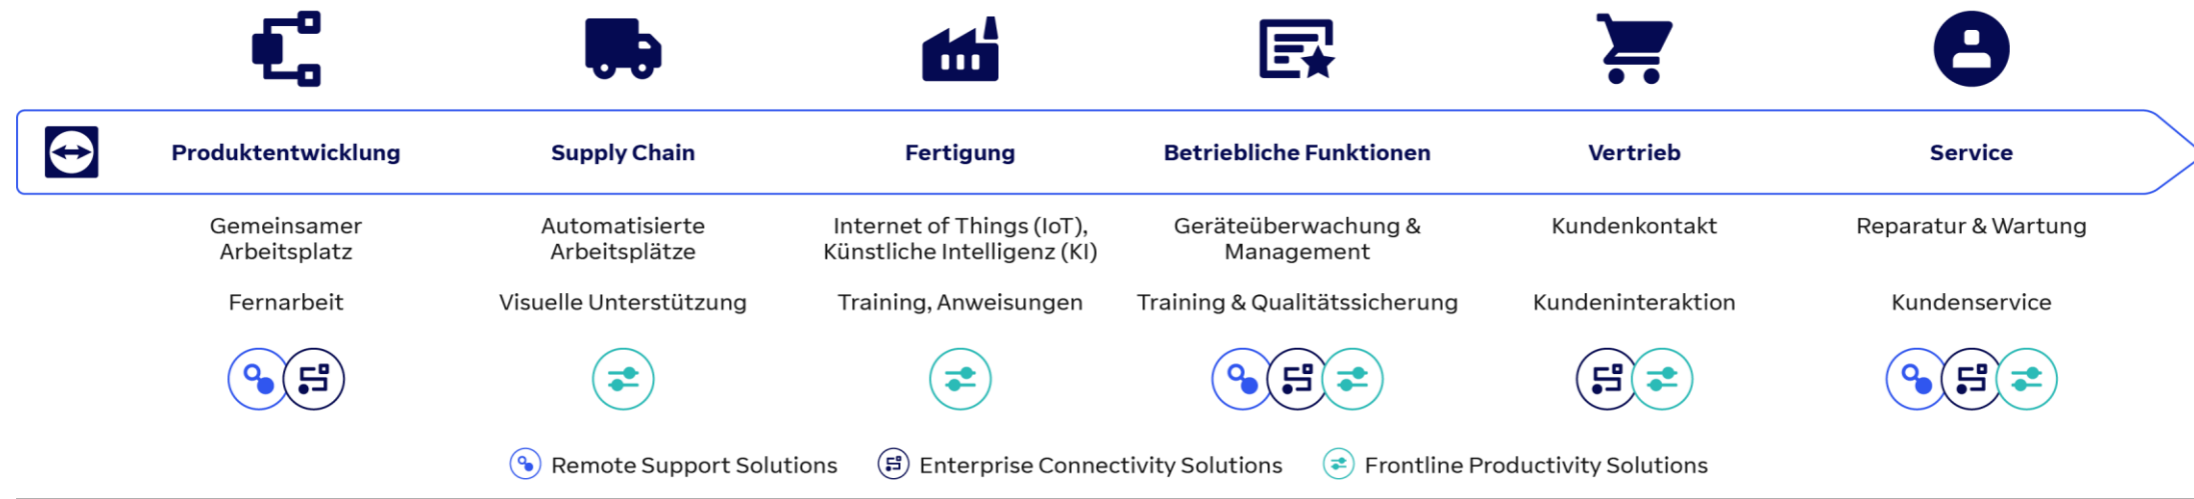 Produktentwicklung
Supply Chain
Fertigung
Betriebliche Funktionen
Vertrieb
Service
Gemeinsamer
Arbeitsplatz
Automatisierte
Arbeitsplätze
Internet of Things (IoT),
Künstliche Intelligenz (KI)
Geräteüberwachung &
Management
Kundenkontakt
Reparatur & Wartung
Fernarbeit
Visuelle Unterstützung
Training, Anweisungen
Training & Qualitätssicherung
Kundeninteraktion
Kundenservice
Remote Support Solutions
Enterprise Connectivity Solutions
Frontline Productivity Solutions